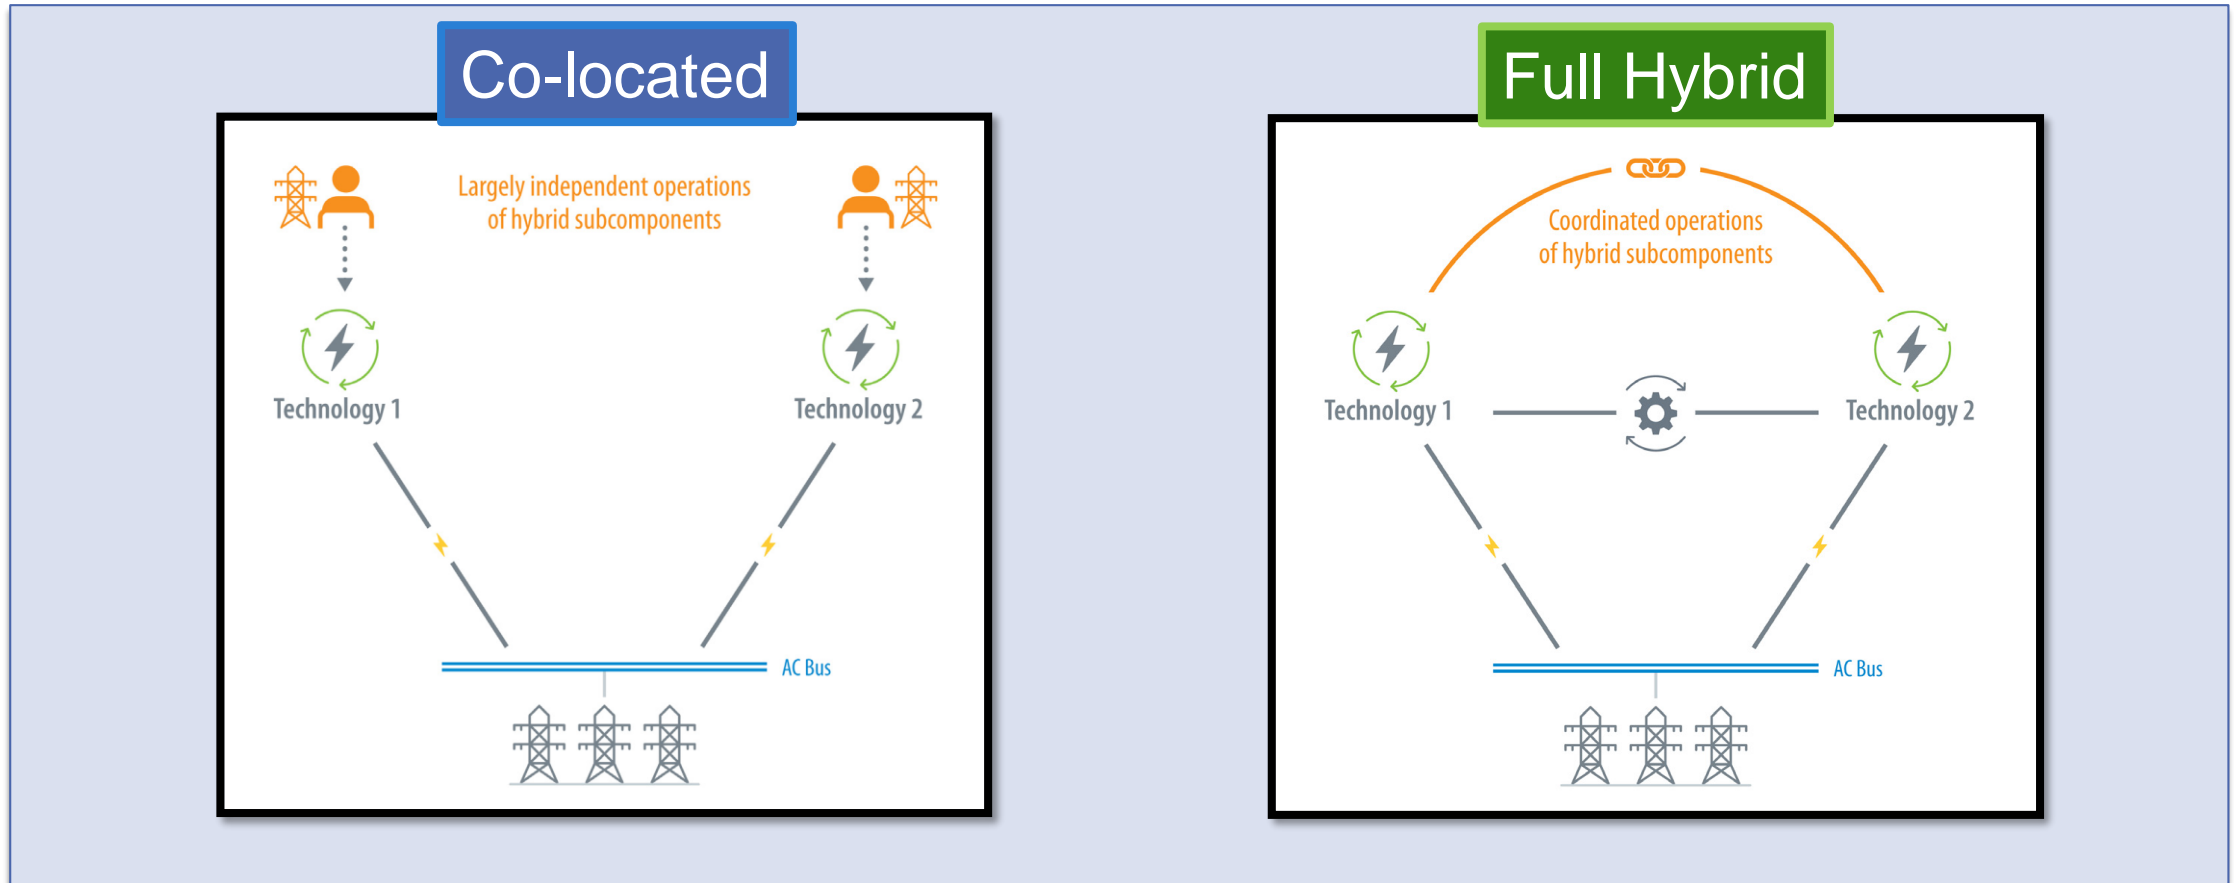 Co-located
Largely independent operations
of hybrid subcomponents
Technology 1
Technology 2
AC Bus
Full Hybrid
Coordinated operations
of hybrid subcomponents
Technology 1
Technology 2
AC Bus